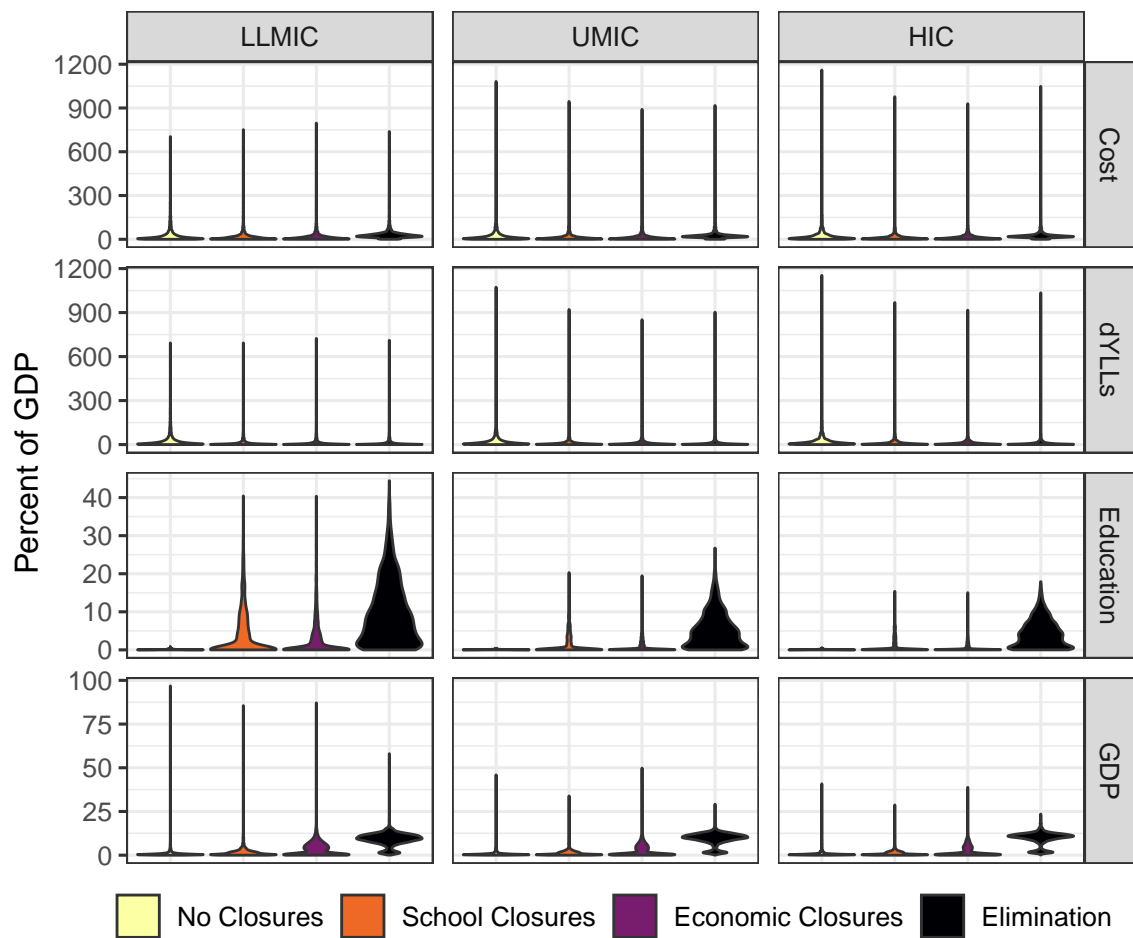 LLMIC UMIC HIC
1200
900
600
300
0
Cost
1200
900
600
300
0
dYLLs
Percent of GDP
40
30
20
10
0
Education
100
75
50
25
0
GDP
No Closures School Closures Economic Closures Elimination